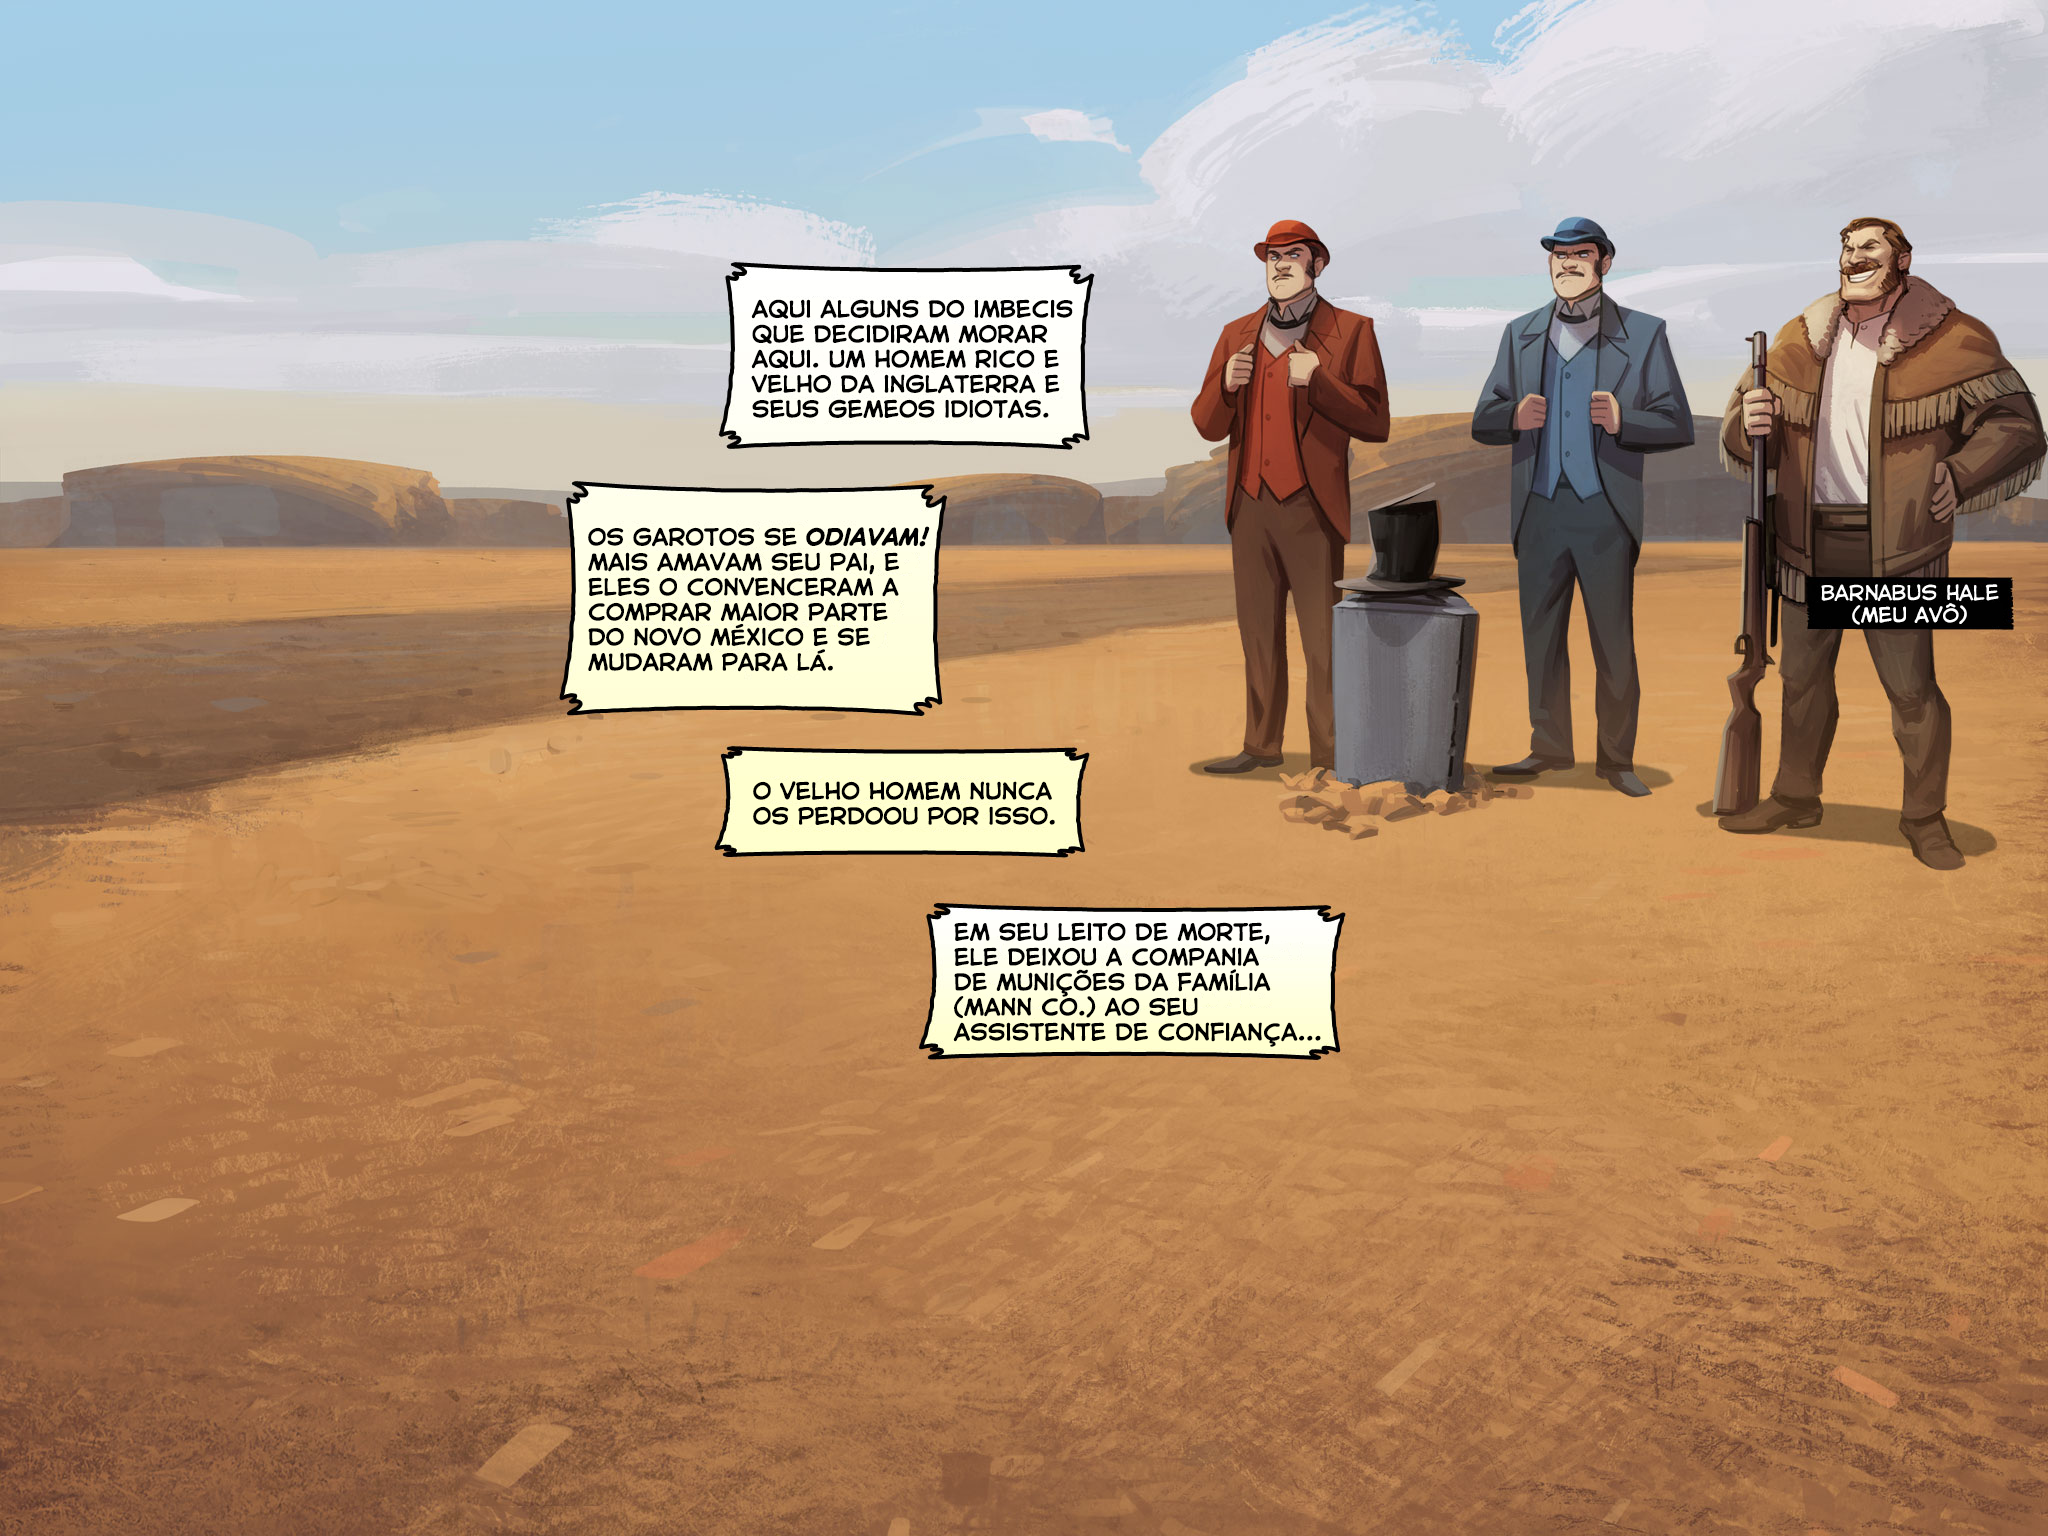 AQUI ALGUNS DO IMBECIS
QUE DECIDIRAM MORAR
AQUI. UM HOMEM RICO E
VELHO DA INGLATERRA E
SEUS GEMEOS IDIOTAS.
OS GAROTOS SE ODIAVAM!
MAIS AMAVAM SEU PAI, E
ELES O CONVENCERAM A
COMPRAR MAIOR PARTE
DO NOVO MÉXICO E SE
MUDARAM PARA LÁ.
BARNABUS HALE
(MEU AVÔ)
O VELHO HOMEM NUNCA
OS PERDOOU POR ISSO.
EM SEU LEITO DE MORTE,
ELE DEIXOU A COMPANIA
DE MUNIÇÕES DA FAMÍLIA
(MANN CO.) AO SEU
ASSISTENTE DE CONFIANÇA...